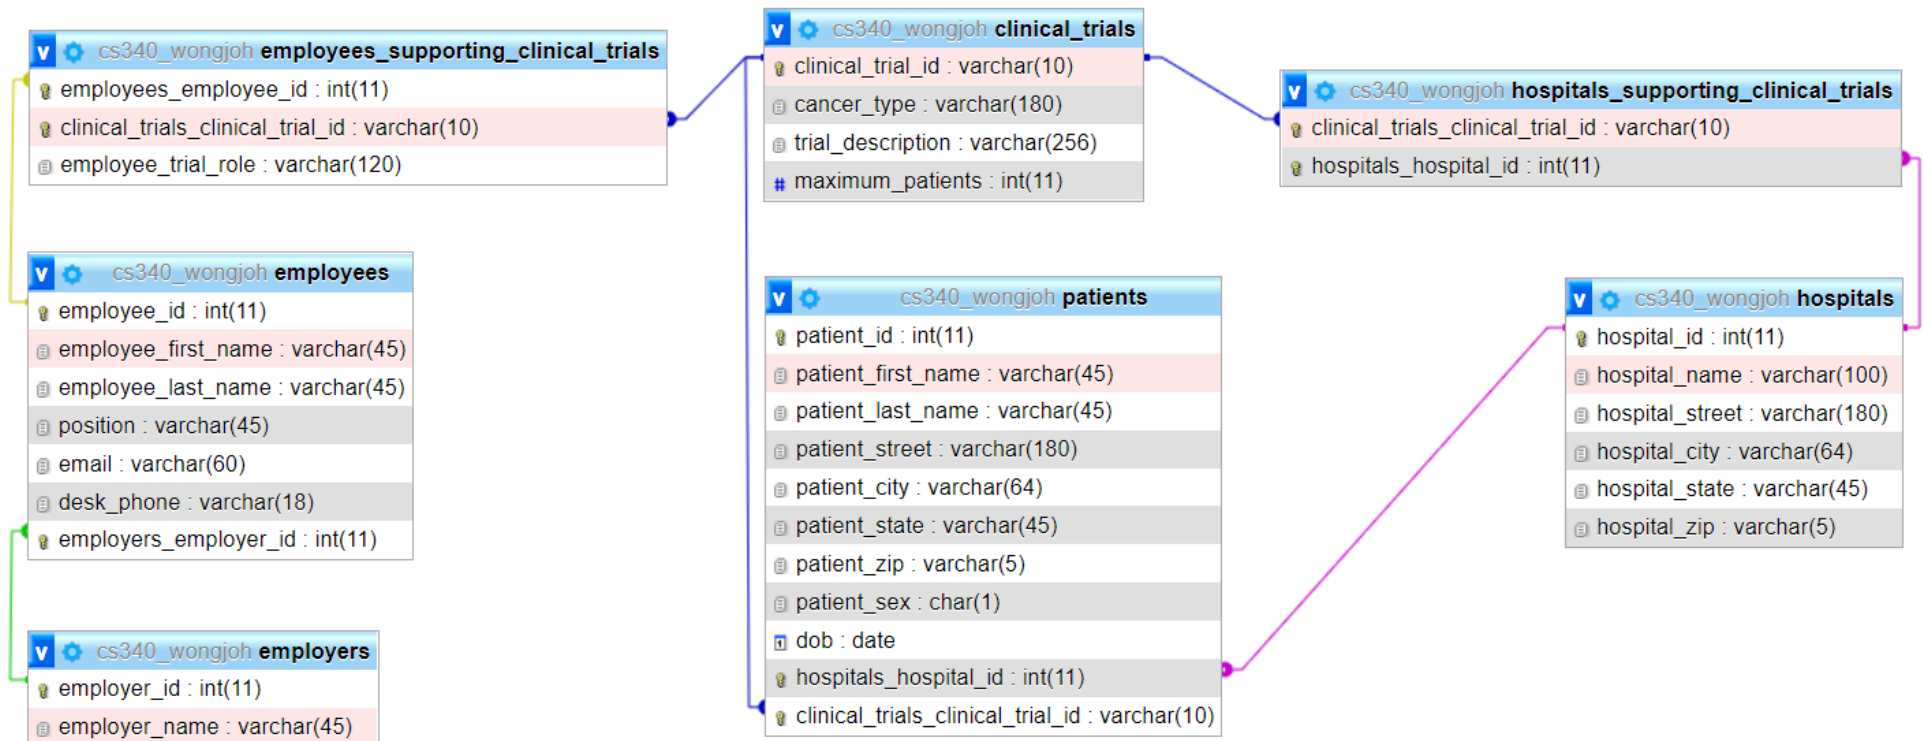 v cs340_wongjoh employees_supporting_clinical_trials
employees_employee_id : int(11)
clinical_trials_clinical_trial_id : varchar(10)
employee_trial_role : varchar(120)
v cs340_wongjoh clinical_trials
clinical_trial_id : varchar(10)
cancer_type : varchar(180)
trial_description : varchar(256)
# maximum_patients : int(11)
v cs340_wongjoh hospitals_supporting_clinical_trials
clinical_trials_clinical_trial_id : varchar(10)
hospitals_hospital_id : int(11)
v cs340_wongjoh employees
employee_id : int(11)
employee_first_name : varchar(45)
employee_last_name : varchar(45)
position : varchar(45)
email : varchar(60)
desk_phone : varchar(18)
employers_employer_id : int(11)
v cs340_wongjoh patients
patient_id : int(11)
patient_first_name : varchar(45)
patient_last_name : varchar(45)
patient_street : varchar(180)
patient_city : varchar(64)
patient_state : varchar(45)
patient_zip : varchar(5)
patient_sex : char(1)
dob : date
hospitals_hospital_id : int(11)
clinical_trials_clinical_trial_id : varchar(10)
v cs340_wongjoh hospitals
hospital_id : int(11)
hospital_name : varchar(100)
hospital_street : varchar(180)
hospital_city : varchar(64)
hospital_state : varchar(45)
hospital_zip : varchar(5)
v cs340_wongjoh employers
employer_id : int(11)
employer_name : varchar(45)